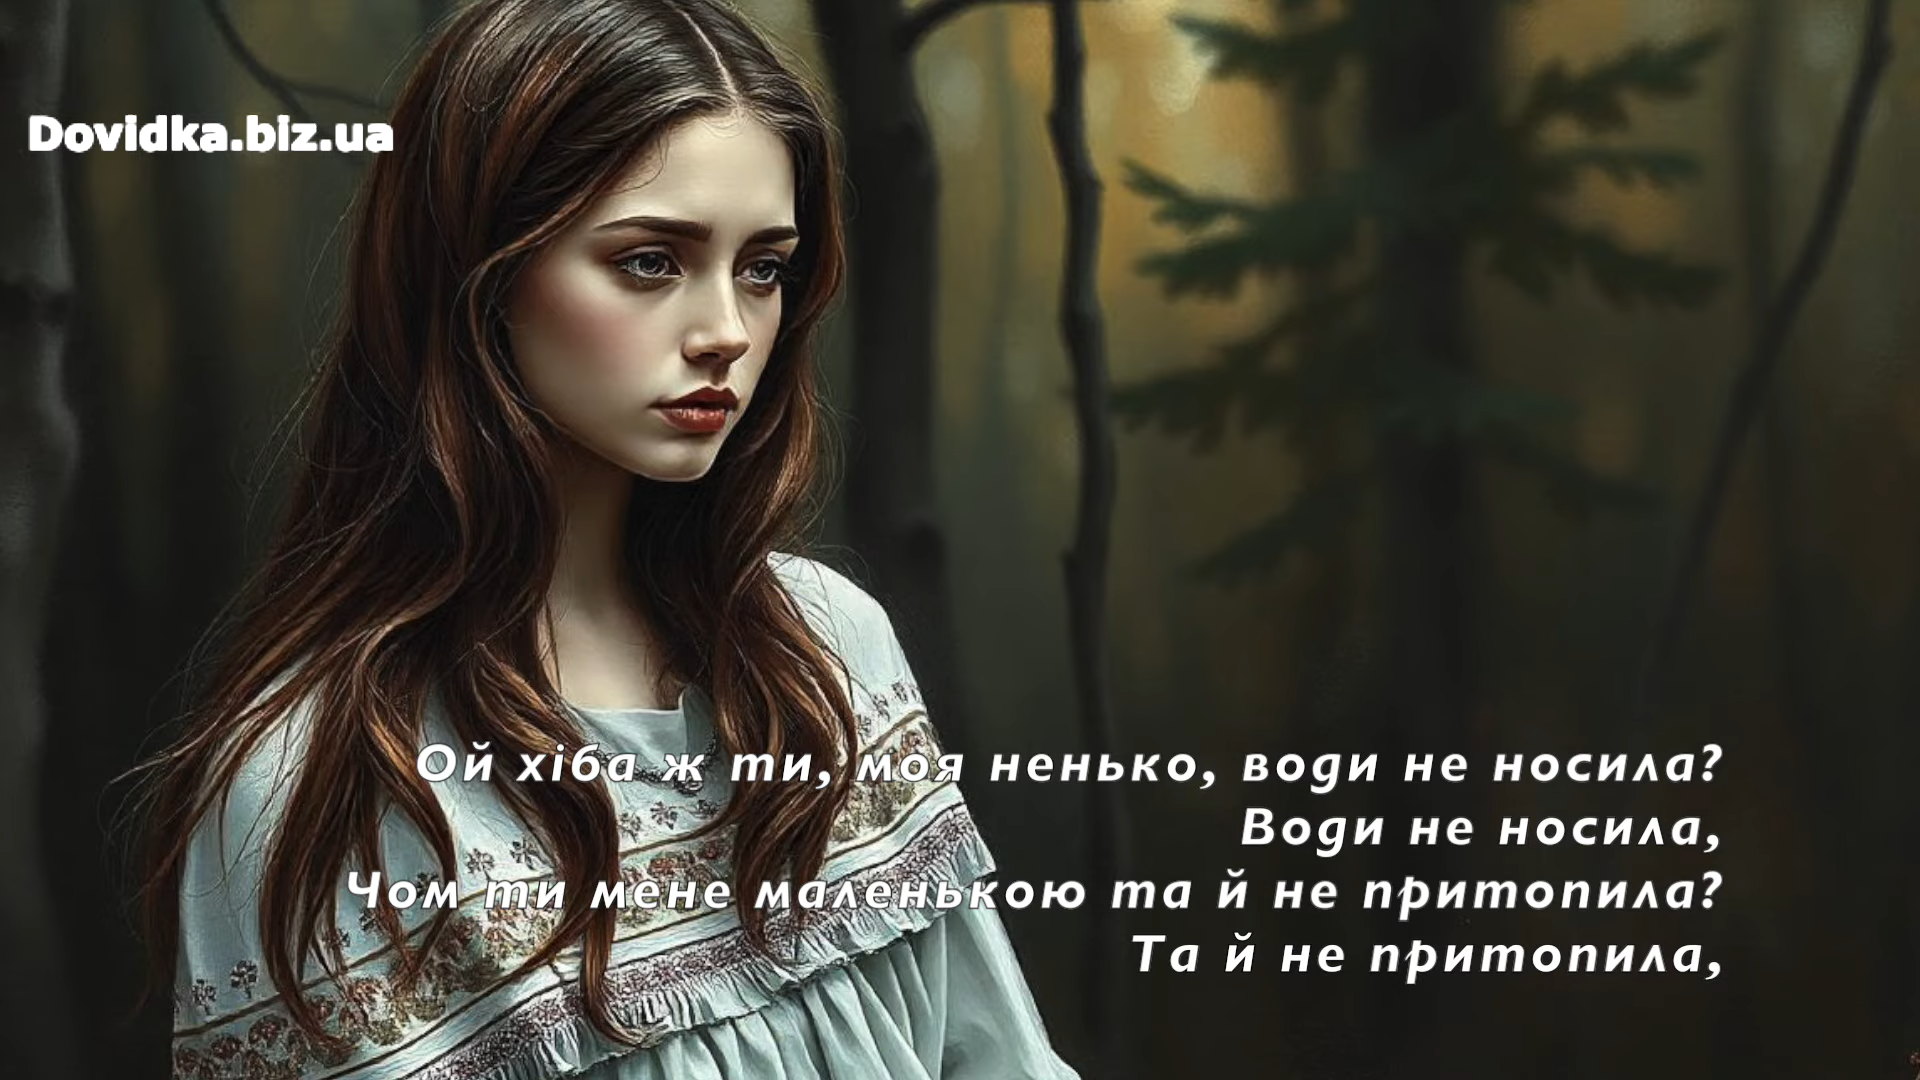 Dovidka.biz.ua
Ой хіба ж ти, моя ненько, води не носила?
Води не носила,
Чом ти мене маленькою та й не притопила?
Та й не притопила,